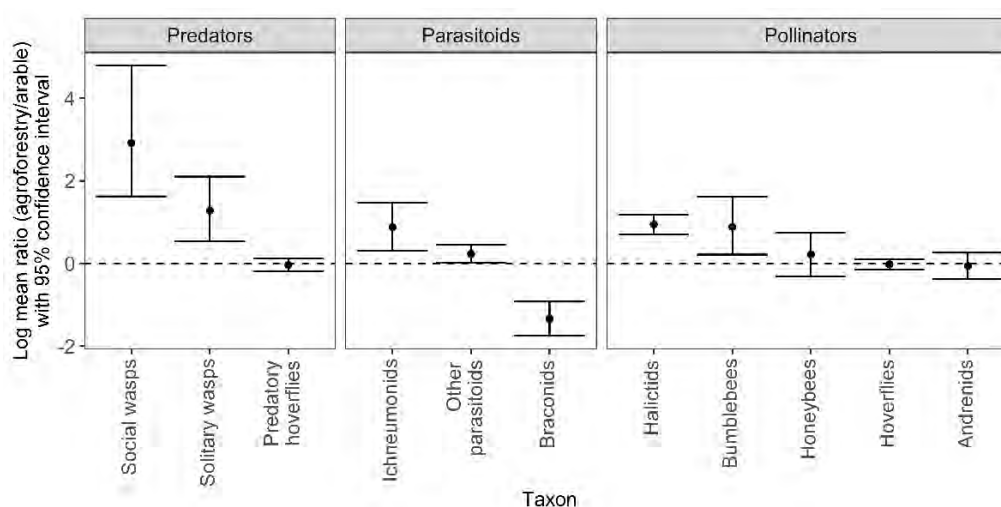 Predators
Parasitoids
Pollinators
Log mean ratio (agroforestry/arable)
with 95% confidence interval
4
2
0
-2
Social wasps
Solitary wasps
Predatory
hoverflies
Ichneumonids
Other
parasitoids
Braconids
Halictids
Bumblebees
Honeybees
Hoverflies
Andrenids
Taxon